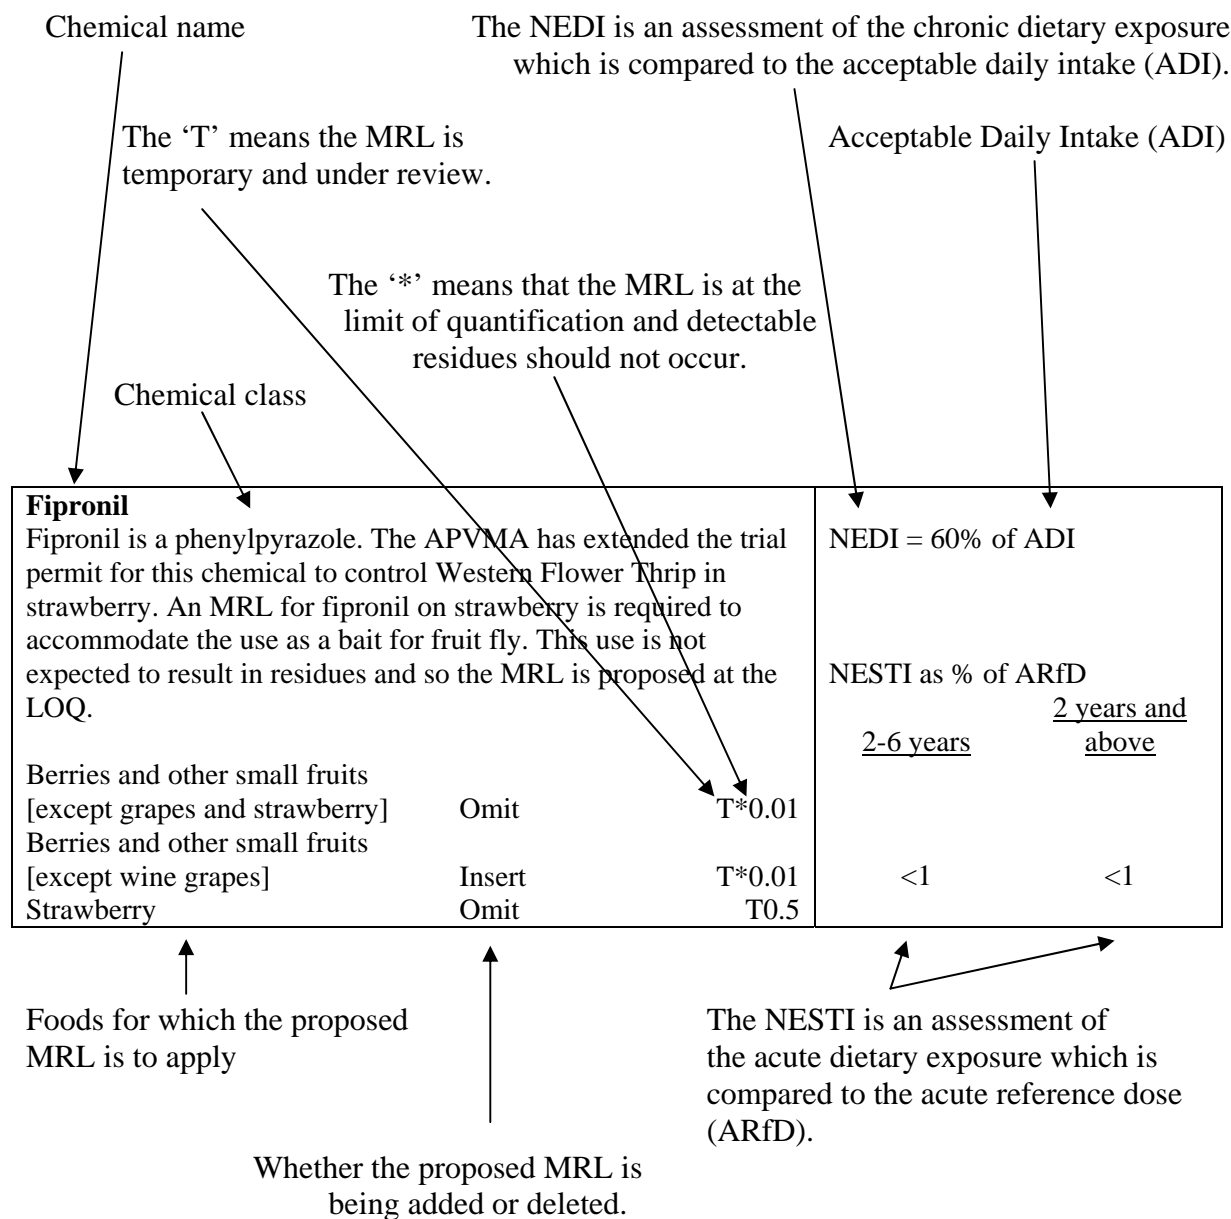 Chemical name
The NEDI is an assessment of the chronic dietary exposure
which is compared to the acceptable daily intake (ADI).
The ‘T’ means the MRL is
temporary and under review.
Acceptable Daily Intake (ADI)
The ‘*’ means that the MRL is at the
limit of quantification and detectable
residues should not occur.
Chemical class
Fipronil
Fipronil is a phenylpyrazole. The APVMA has extended the trial
permit for this chemical to control Western Flower Thrip in
strawberry. An MRL for fipronil on strawberry is required to
accommodate the use as a bait for fruit fly. This use is not
expected to result in residues and so the MRL is proposed at the
LOQ.
Berries and other small fruits
[except grapes and strawberry] Omit T*0.01
Berries and other small fruits
[except wine grapes] Insert T*0.01
Strawberry Omit T0.5
NEDI = 60% of ADI
NESTI as % of ARfD
2-6 years 2 years and
above
<1 <1
Foods for which the proposed
MRL is to apply
The NESTI is an assessment of
the acute dietary exposure which is
compared to the acute reference dose
(ARfD).
Whether the proposed MRL is
being added or deleted.